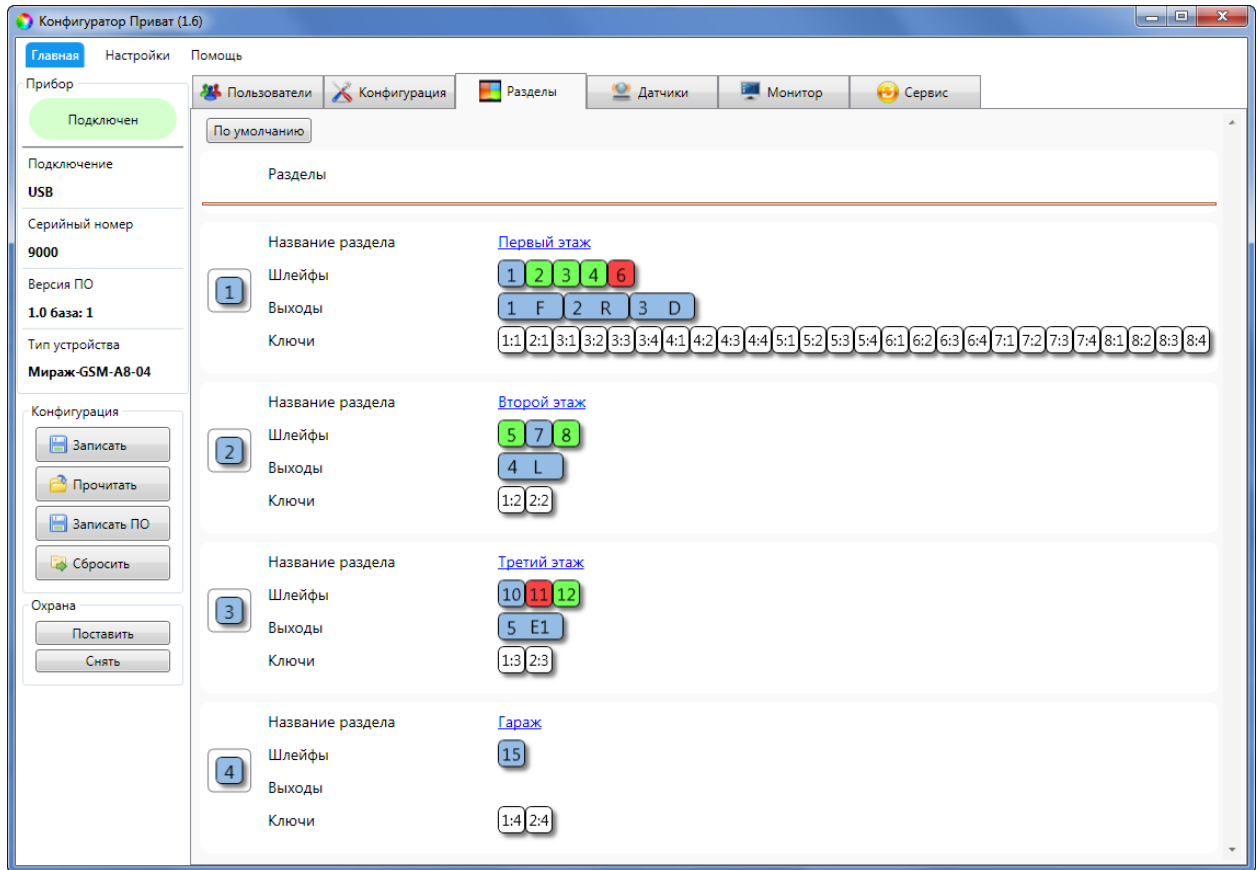 Конфигуратор Приват (1.6)
Главная Настройки Помощь
Прибор
Подключен
Подключение
USB
Серийный номер
9000
Версия ПО
1.0 база: 1
Тип устройства
Мираж-GSM-A8-04
Конфигурация
Записать
Прочитать
Записать ПО
Сбросить
Охрана
Поставить
Снять
Пользователи Конфигурация Разделы Датчики Монитор Сервис
По умолчанию
Разделы
1
Название раздела Первый этаж
Шлейфы 1 2 3 4 6
Выходы 1 F 2 R 3 D
Ключи 1:1 2:1 3:1 3:2 3:3 3:4 4:1 4:2 4:3 4:4 5:1 5:2 5:3 5:4 6:1 6:2 6:3 6:4 7:1 7:2 7:3 7:4 8:1 8:2 8:3 8:4
2
Название раздела Второй этаж
Шлейфы 5 7 8
Выходы 4 L
Ключи 1:2 2:2
3
Название раздела Третий этаж
Шлейфы 10 11 12
Выходы 5 E1
Ключи 1:3 2:3
4
Название раздела Гараж
Шлейфы 15
Выходы
Ключи 1:4 2:4